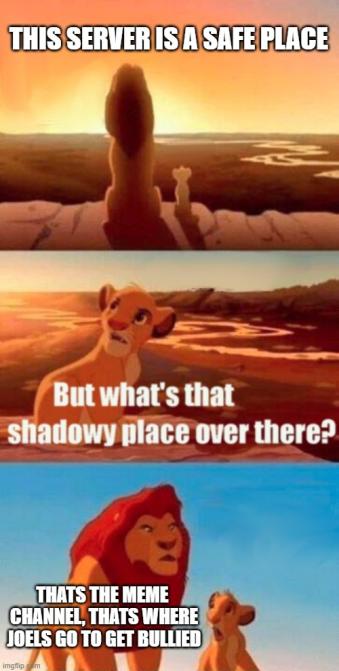 THIS SERVER IS A SAFE PLACE
But what's that
shadowy place over there?
THATS THE MEME
CHANNEL, THATS WHERE
JOELS GO TO GET BULLIED
imgflip.com